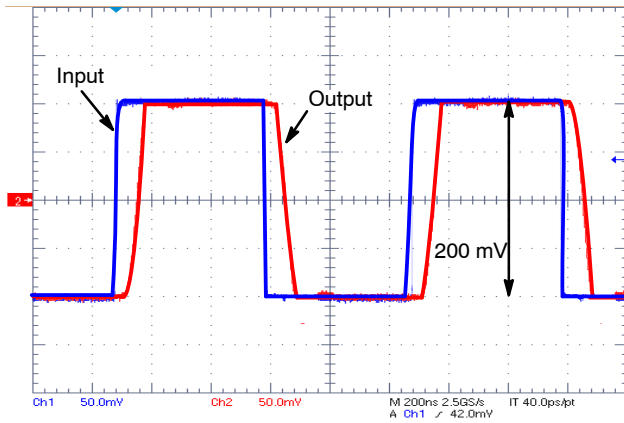 Input
Output
2
200 mV
Ch1 50.0mV Ch2 50.0mV M 200ns 2.5GS/s IT 40.0ps/pt
A Ch1 ∕ 42.0mV